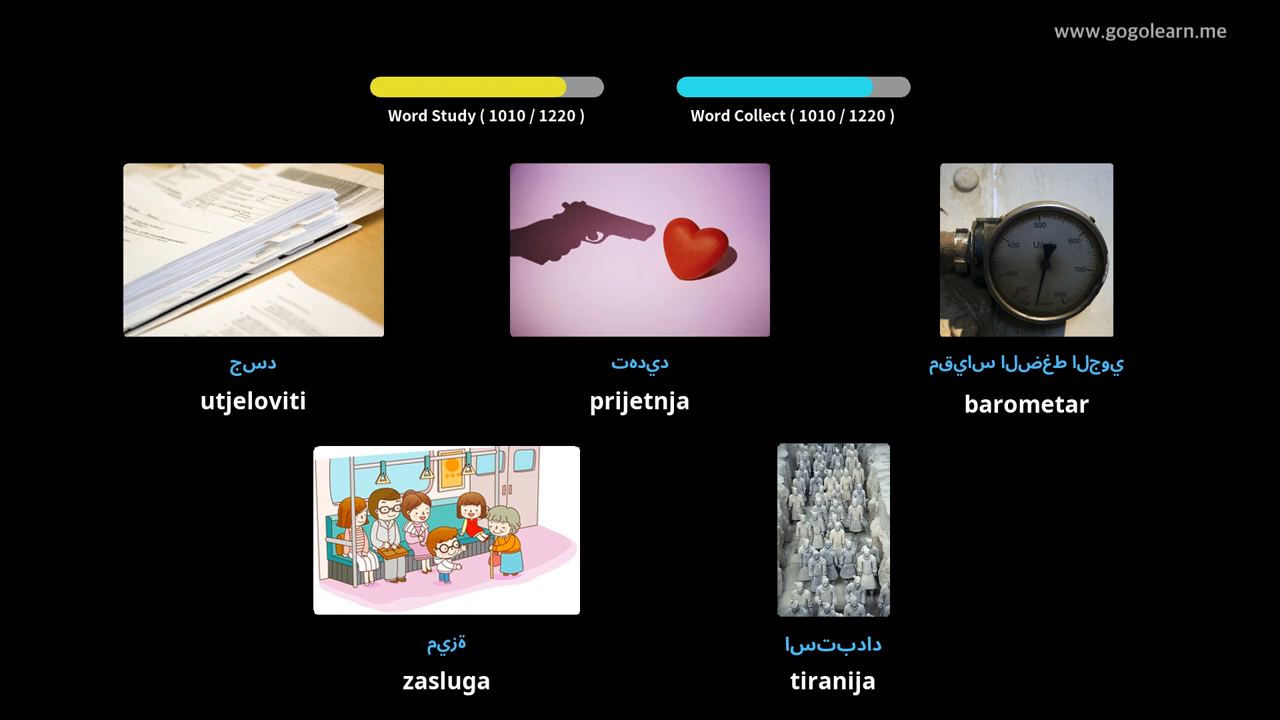 www.gogolearn.me
Word Study ( 1010 / 1220 )
Word Collect ( 1010 / 1220 )
جسد
تهديد
مقياس الضغط الجوي
utjeloviti
prijetnja
barometar
ميزة
استبداد
zasluga
tiranija